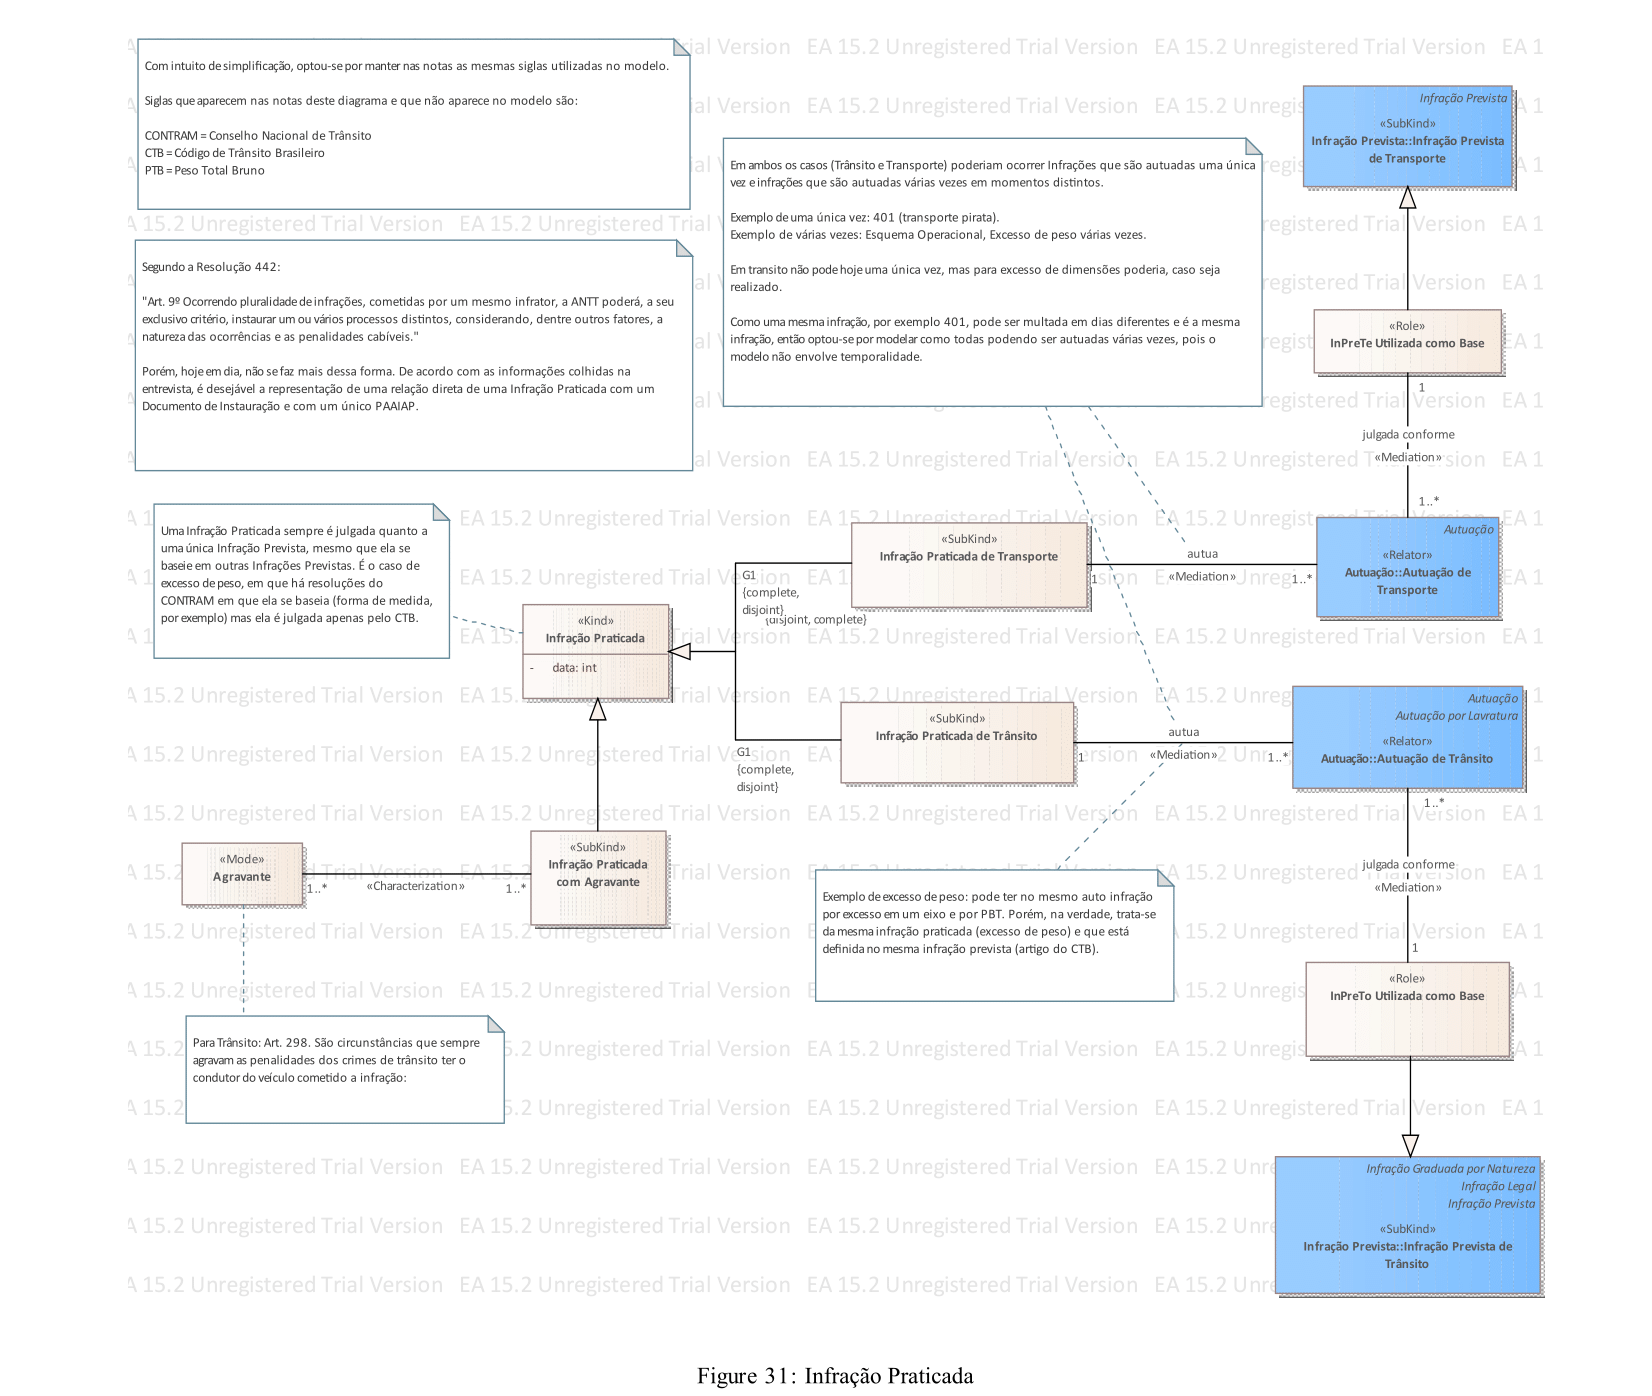 Com intuito de simplificação, optou-se por manter nas notas as mesmas siglas utilizadas no modelo.
Siglas que aparecem nas notas deste diagrama e que não aparece no modelo são:
CONTRAM = Conselho Nacional de Trânsito
CTB = Código de Trânsito Brasileiro
PTB = Peso Total Bruno
Segundo a Resolução 442:
"Art. 9º Ocorrendo pluralidade de infrações, cometidas por um mesmo infrator, a ANTT poderá, a seu
exclusivo critério, instaurar um ou vários processos distintos, considerando, dentre outros fatores, a
natureza das ocorrências e as penalidades cabíveis."
Porém, hoje em dia, não se faz mais dessa forma. De acordo com as informações colhidas na
entrevista, é desejável a representação de uma relação direta de uma Infração Praticada com um
Documento de Instauração e com um único PAAIAP.
Em ambos os casos (Trânsito e Transporte) poderiam ocorrer Infrações que são autuadas uma única
vez e infrações que são autuadas várias vezes em momentos distintos.
Exemplo de uma única vez: 401 (transporte pirata).
Exemplo de várias vezes: Esquema Operacional, Excesso de peso várias vezes.
Em transito não pode hoje uma única vez, mas para excesso de dimensões poderia, caso seja
realizado.
Como uma mesma infração, por exemplo 401, pode ser multada em dias diferentes e é a mesma
infração, então optou-se por modelar como todas podendo ser autuadas várias vezes, pois o
modelo não envolve temporalidade.
Infração Prevista
«SubKind»
Infração Prevista::Infração Prevista
de Transporte
«Role»
InPreTe Utilizada como Base
1
julgada conforme
«Mediation»
1..*
Uma Infração Praticada sempre é julgada quanto a
uma única Infração Prevista, mesmo que ela se
baseie em outras Infrações Previstas. É o caso de
excesso de peso, em que há resoluções do
CONTRAM em que ela se baseia (forma de medida,
por exemplo) mas ela é julgada apenas pelo CTB.
«Kind»
Infração Praticada
- data: int
G1
{complete,
disjoint}
{disjoint, complete}
«SubKind»
Infração Praticada de Transporte
1
autua
«Mediation»
1..*
Autuação
«Relator»
Autuação::Autuação de
Transporte
G1
{complete,
disjoint}
«SubKind»
Infração Praticada de Trânsito
1
autua
«Mediation»
1..*
Autuação
Autuação por Lavratura
«Relator»
Autuação::Autuação de Trânsito
1..*
julgada conforme
«Mediation»
1
«Mode»
Agravante
1..*
«Characterization»
1..*
«SubKind»
Infração Praticada
com Agravante
Exemplo de excesso de peso: pode ter no mesmo auto infração
por excesso em um eixo e por PBT. Porém, na verdade, trata-se
da mesma infração praticada (excesso de peso) e que está
definida no mesma infração prevista (artigo do CTB).
«Role»
InPreTo Utilizada como Base
Para Trânsito: Art. 298. São circunstâncias que sempre
agravam as penalidades dos crimes de trânsito ter o
condutor do veículo cometido a infração:
Infração Graduada por Natureza
Infração Legal
Infração Prevista
«SubKind»
Infração Prevista::Infração Prevista de
Trânsito
EA 15.2 Unregistered Trial Version
Figure 31: Infração Praticada